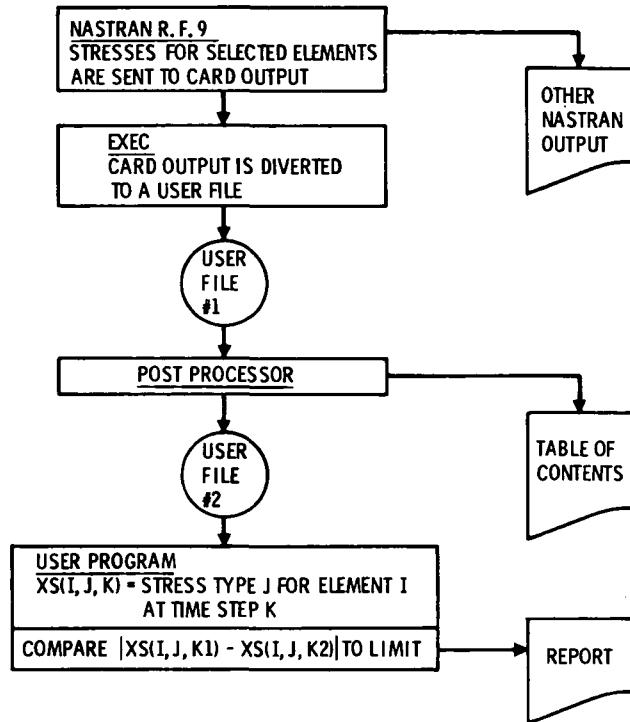 NASTRAN R. F. 9
STRESSES FOR SELECTED ELEMENTS
ARE SENT TO CARD OUTPUT
OTHER
NASTRAN
OUTPUT
EXEC
CARD OUTPUT IS DIVERTED
TO A USER FILE
USER
FILE
#1
POST PROCESSOR
TABLE OF
CONTENTS
USER
FILE
#2
USER PROGRAM
XS(I, J, K) = STRESS TYPE J FOR ELEMENT I
AT TIME STEP K
COMPARE |XS(I, J, K1) - XS(I, J, K2)| TO LIMIT
REPORT